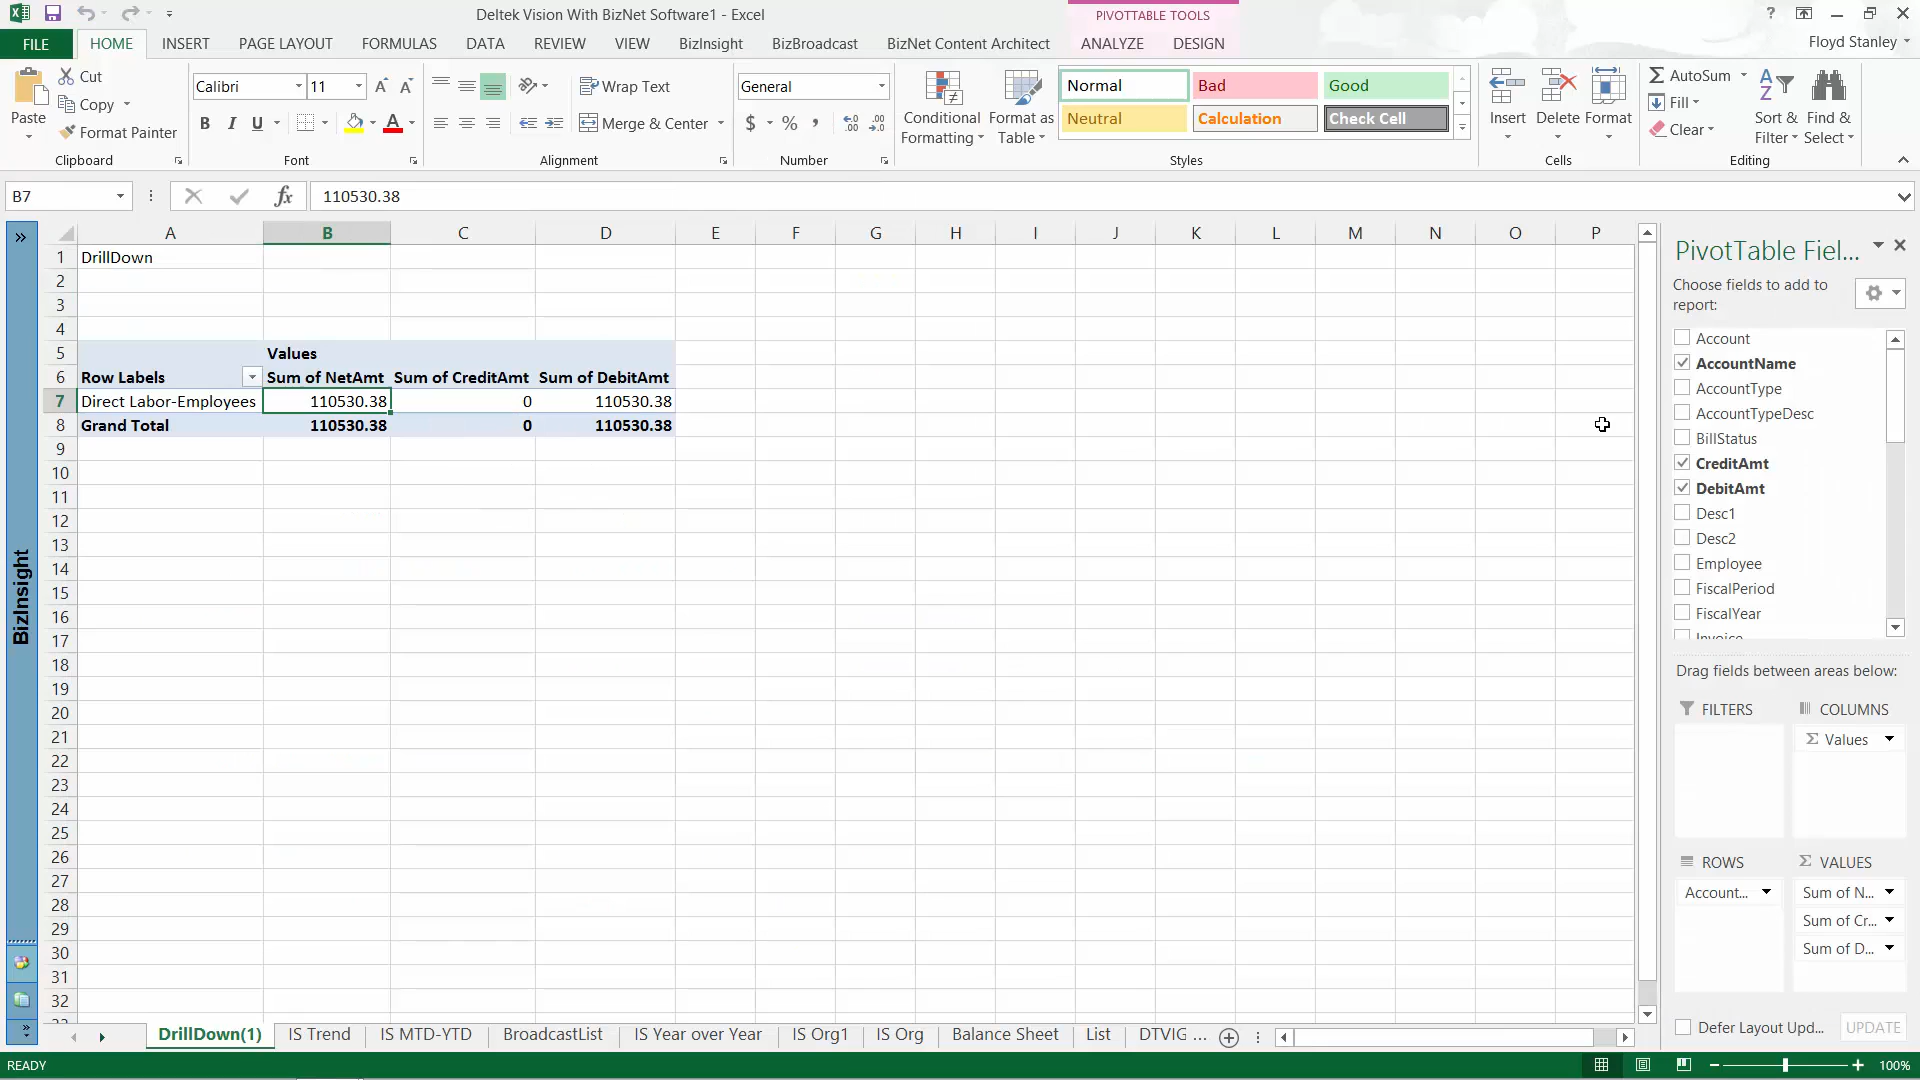 Deltek Vision With BizNet Software1 - Excel
PIVOTTABLE TOOLS
?
FILE HOME INSERT PAGE LAYOUT FORMULAS DATA REVIEW VIEW BizInsight BizBroadcast BizNet Content Architect ANALYZE DESIGN
Floyd Stanley
Paste
Cut
Copy
Format Painter
Clipboard
Calibri 11
B I U
Font
Wrap Text
Merge & Center
Alignment
General
$ % ,
Number
Conditional Formatting
Format as Table
Normal Bad Good
Neutral Calculation Check Cell
Styles
Insert Delete Format
Cells
AutoSum
Fill
Clear
Sort & Filter
Find & Select
Editing
B7 fx 110530.38
A B C D E F G H I J K L M N O P
1 DrillDown
2
3
4
5 Values
6 Row Labels Sum of NetAmt Sum of CreditAmt Sum of DebitAmt
7 Direct Labor-Employees 110530.38 0 110530.38
8 Grand Total 110530.38 0 110530.38
9
10
11
12
13
14
15
16
17
18
19
20
21
22
23
24
25
26
27
28
29
30
31
32
BizInsight
PivotTable Fiel...
Choose fields to add to
report:
Account
AccountName
AccountType
AccountTypeDesc
BillStatus
CreditAmt
DebitAmt
Desc1
Desc2
Employee
FiscalPeriod
FiscalYear
Invoice
Drag fields between areas below:
FILTERS COLUMNS
Σ Values
ROWS Σ VALUES
Account... Sum of N...
Sum of Cr...
Sum of D...
Defer Layout Upd... UPDATE
DrillDown(1) IS Trend IS MTD-YTD BroadcastList IS Year over Year IS Org1 IS Org Balance Sheet List DTVIG ...
READY 100%